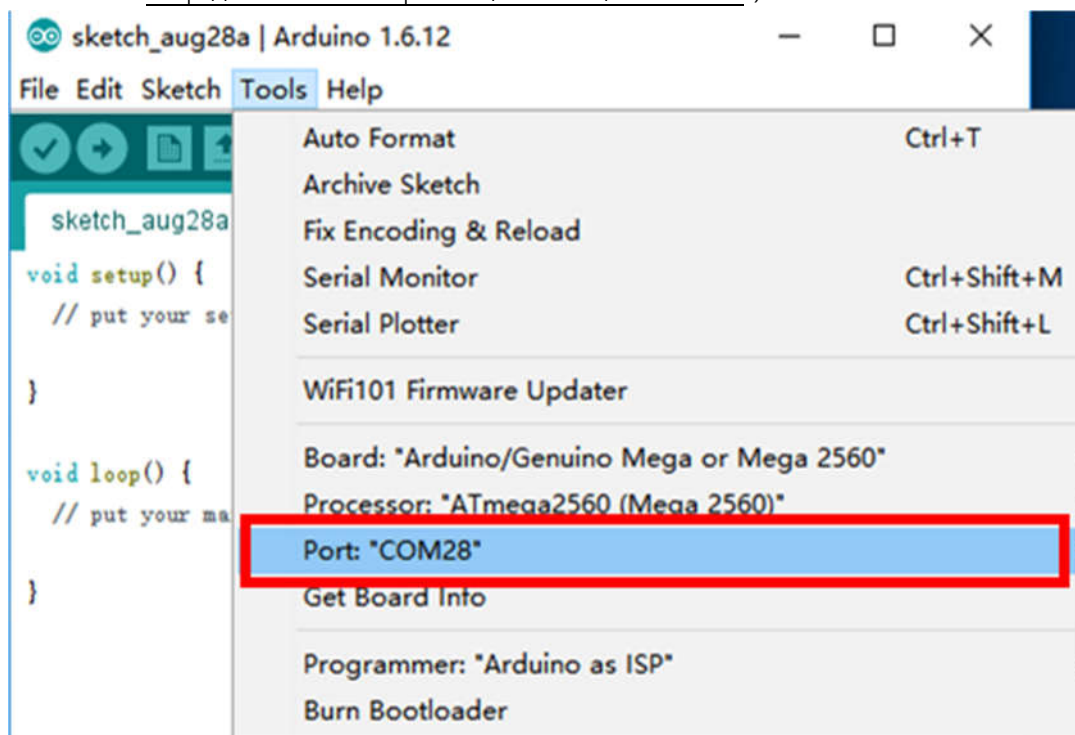 sketch_aug28a | Arduino 1.6.12
File Edit Sketch Tools Help
Auto Format Ctrl+T
Archive Sketch
sketch_aug28a
Fix Encoding & Reload
void setup() {
Serial Monitor Ctrl+Shift+M
// put your se
Serial Plotter Ctrl+Shift+L
}
WiFi101 Firmware Updater
Board: "Arduino/Genuino Mega or Mega 2560"
void loop() {
Processor: "ATmega2560 (Mega 2560)"
// put your ma
Port: "COM28"
}
Get Board Info
Programmer: "Arduino as ISP"
Burn Bootloader